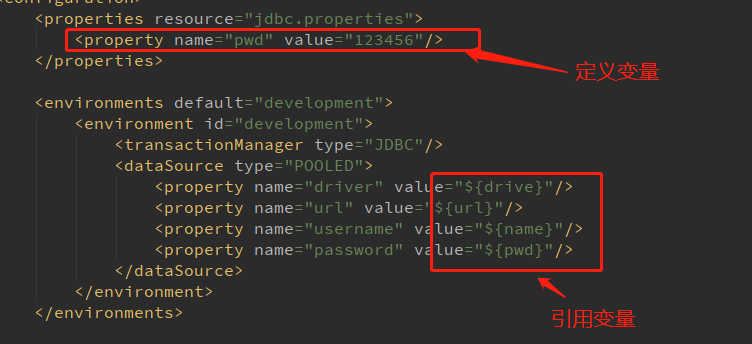 <configuration>
<properties resource="jdbc.properties">
<property name="pwd" value="123456"/>
</properties>
定义变量
<environments default="development">
<environment id="development">
<transactionManager type="JDBC"/>
<dataSource type="POOLED">
<property name="driver" value="${drive}"/>
<property name="url" value="${url}"/>
<property name="username" value="${name}"/>
<property name="password" value="${pwd}"/>
</dataSource>
</environment>
引用变量
</environments>